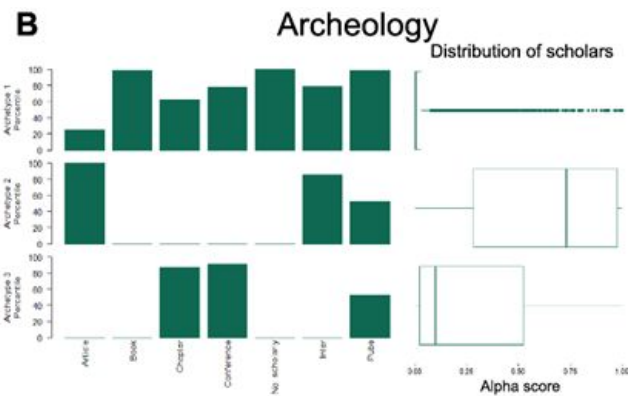 B
Archeology
Distribution of scholars
Archetype 1
Percentile
100
80
60
40
20
0
Archetype 2
Percentile
100
80
60
40
20
0
Archetype 3
Percentile
100
80
60
40
20
0
Article
Book
Chapter
Conference
No scholarly
Inter
Pubs
0.00
0.25
0.50
0.75
1.00
Alpha score